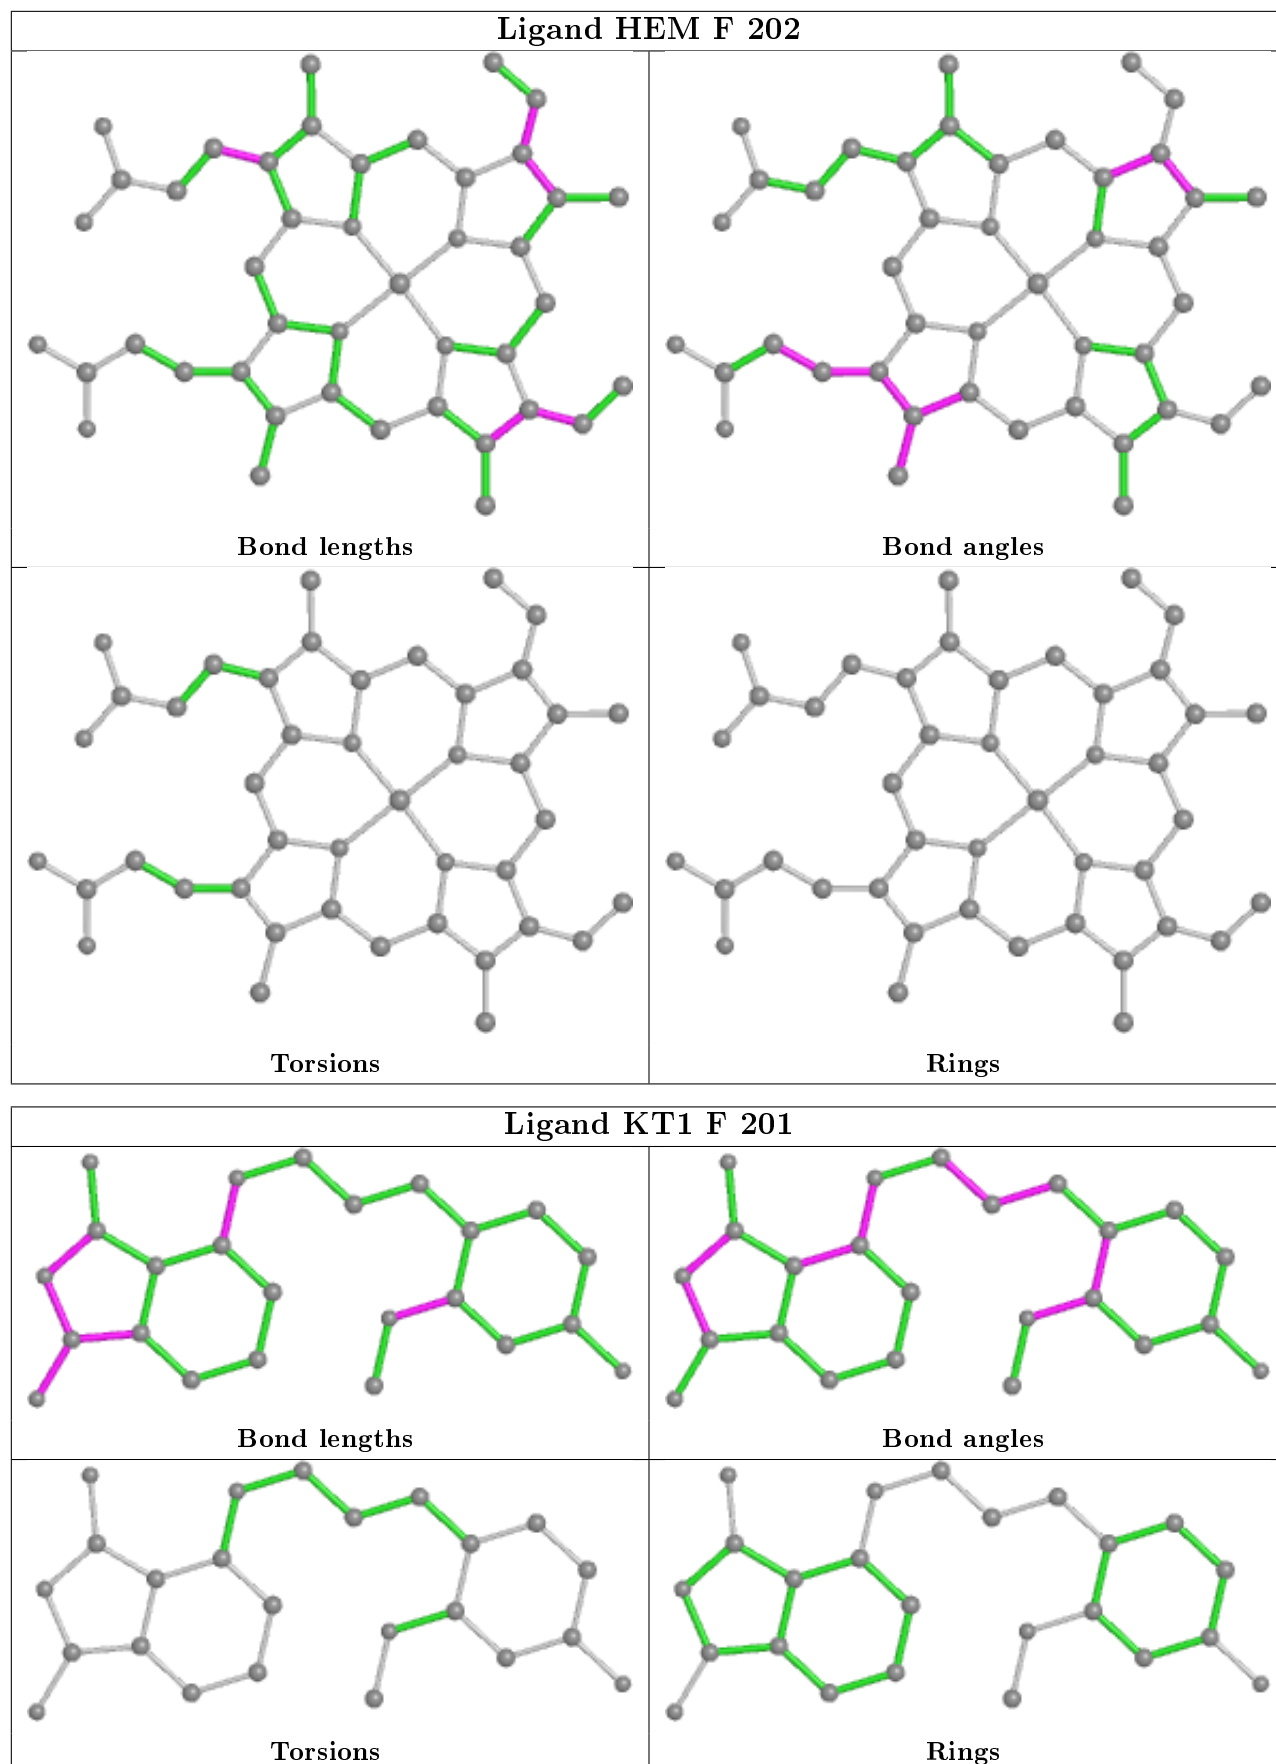 Ligand HEM F 202
Bond lengths
Bond angles
Torsions
Rings
Ligand KT1 F 201
Bond lengths
Bond angles
Torsions
Rings